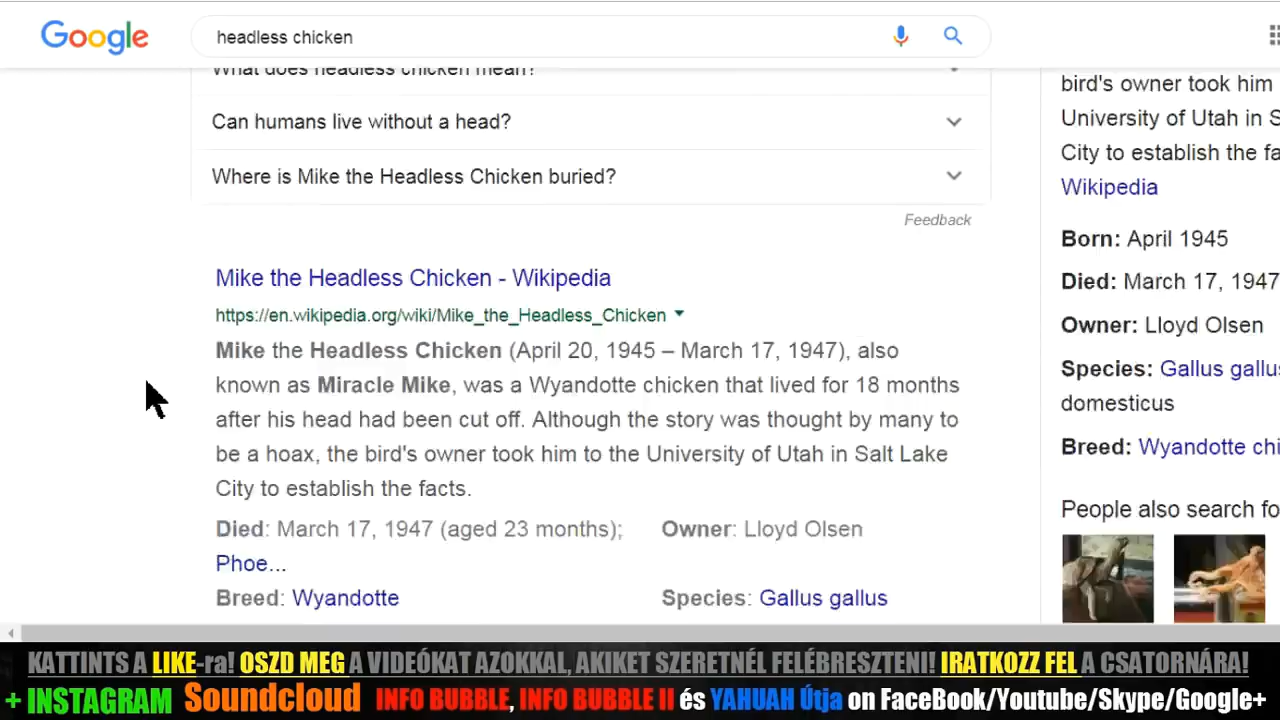 Google
headless chicken
What does headless chicken mean?
Can humans live without a head?
Where is Mike the Headless Chicken buried?
Feedback
Mike the Headless Chicken - Wikipedia
https://en.wikipedia.org/wiki/Mike_the_Headless_Chicken
Mike the Headless Chicken (April 20, 1945 – March 17, 1947), also
known as Miracle Mike, was a Wyandotte chicken that lived for 18 months
after his head had been cut off. Although the story was thought by many to
be a hoax, the bird's owner took him to the University of Utah in Salt Lake
City to establish the facts.
Died: March 17, 1947 (aged 23 months);
Phoe...
Owner: Lloyd Olsen
Breed: Wyandotte
Species: Gallus gallus
bird's owner took him
University of Utah in S
City to establish the fa
Wikipedia
Born: April 1945
Died: March 17, 1947
Owner: Lloyd Olsen
Species: Gallus gallu
domesticus
Breed: Wyandotte chi
People also search fo
KATTINTS A LIKE-ra! OSZD MEG A VIDEÓKAT AZOKKAL, AKIKET SZERETNÉL FELÉBRESZTENI! IRATKOZZ FEL A CSATORNÁRA!
+ INSTAGRAM Soundcloud INFO BUBBLE, INFO BUBBLE II és YAHUAH Útja on FaceBook/Youtube/Skype/Google+